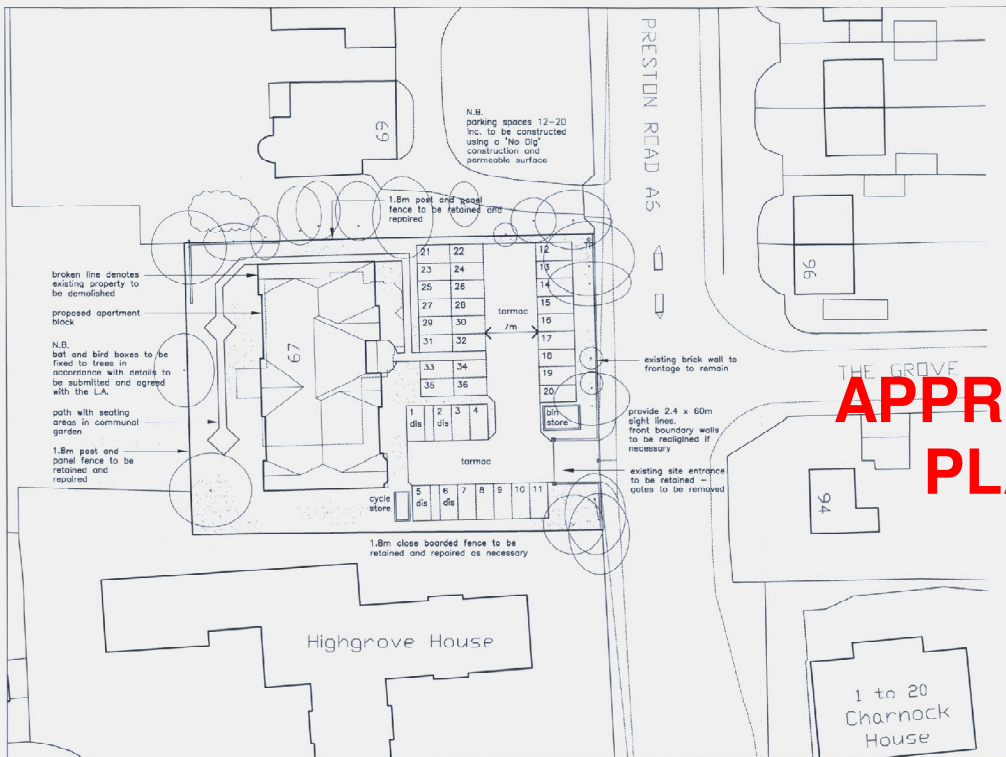 PRESTON ROAD A6
69
N.B.
parking spaces 12-20
inc. to be constructed
using a 'No Dig'
construction and
permeable surface
1.8m post and panel
fence to be retained and
repaired
96
broken line denotes
existing property to
be demolished
proposed apartment
block
N.B.
bat and bird boxes to be
fixed to trees in
accordance with details to
be submitted and agreed
with the L.A.
path with seating
areas in communal
garden
1.8m post and
panel fence to be
retained and
repaired
67
21 22
23 24
25 26
27 28
29 30
31 32
33 34
35 36
tarmac
7m
12
13
14
15
16
17
18
19
20
bin
store
1 2 3 4
dis dis
tarmac
cycle
store
5 6 7 8 9 10 11
dis dis
existing brick wall to
frontage to remain
THE GROVE
provide 2.4 x 60m
sight lines.
front boundary walls
to be realigned if
necessary
existing site entrance
to be retained -
gates to be removed
APPR
PLA
94
1.8m close boarded fence to be
retained and repaired as necessary
Highgrove House
1 to 20
Charnock
House